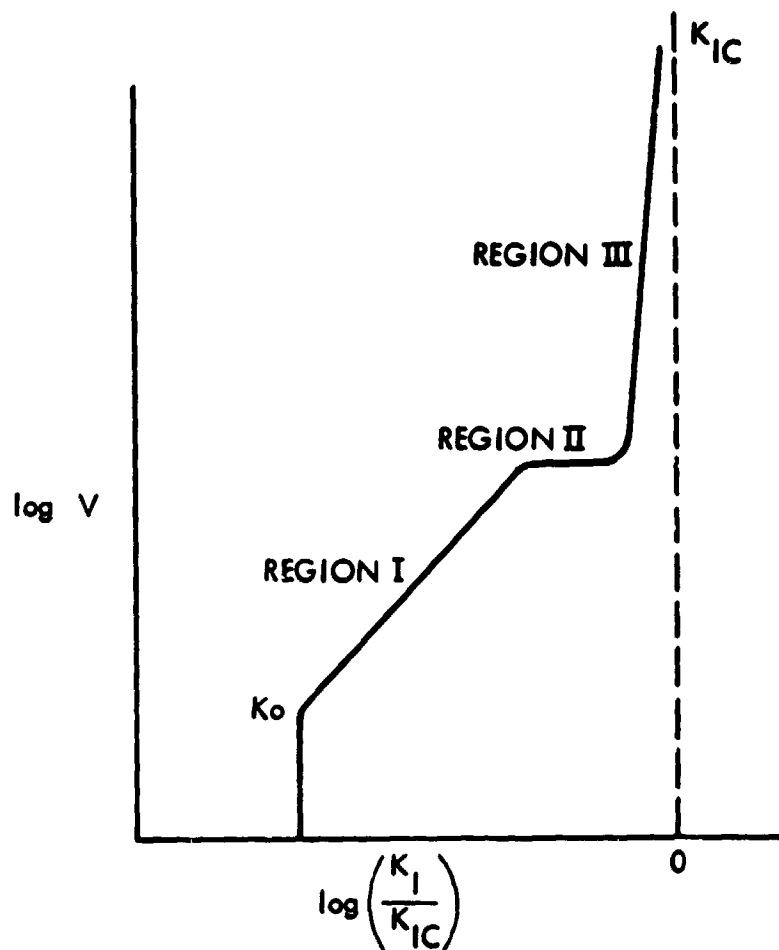 K_IC
REGION III
REGION II
log V
REGION I
Ko
0
log(K_I/K_IC)